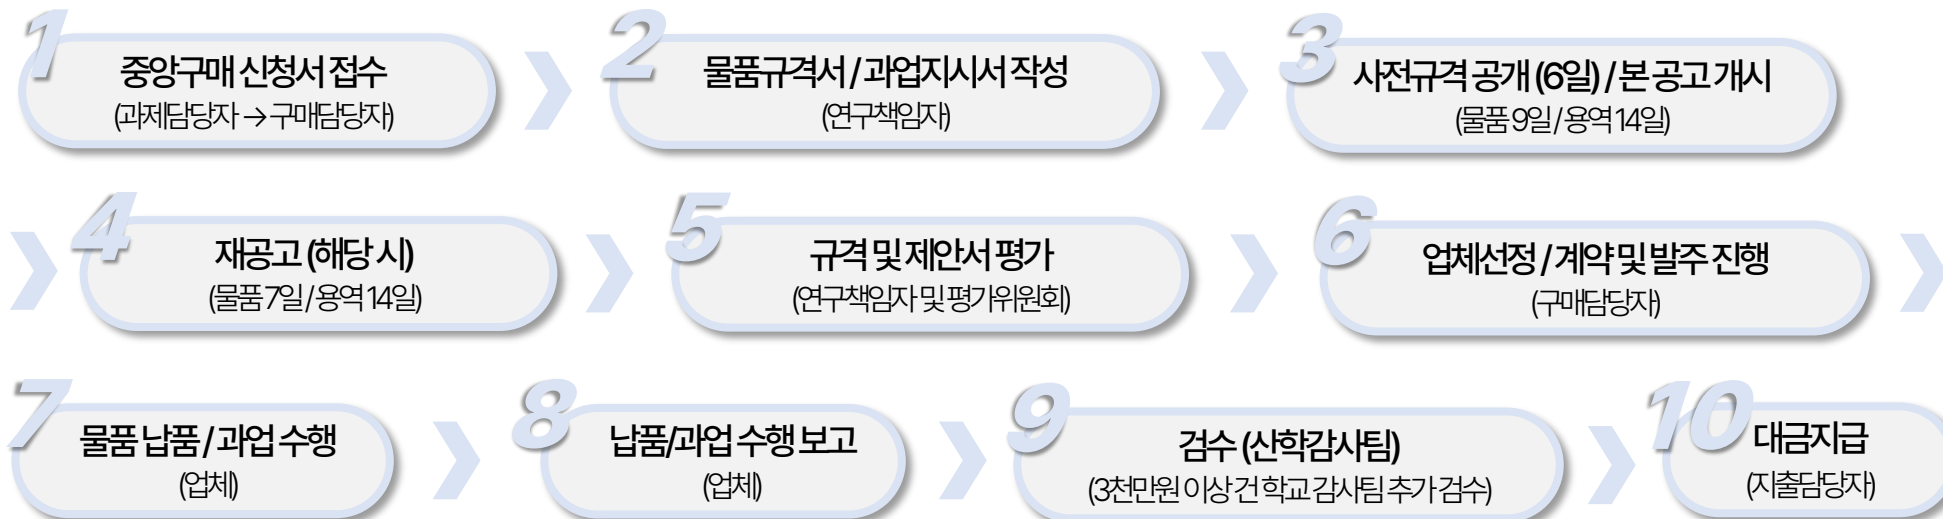 1
중앙구매 신청서 접수
(과제담당자 → 구매담당자)
2
물품규격서 / 과업지시서 작성
(연구책임자)
3
사전규격 공개 (6일) / 본 공고 개시
(물품 9일 / 용역 14일)
4
재공고 (해당 시)
(물품 7일 / 용역 14일)
5
규격 및 제안서 평가
(연구책임자 및 평가위원회)
6
업체선정 / 계약 및 발주 진행
(구매담당자)
7
물품 납품 / 과업 수행
(업체)
8
납품/과업 수행 보고
(업체)
9
검수 (산학감사팀)
(3천만원 이상 건 학교 감사팀 추가 검수)
10
대금지급
(지출담당자)